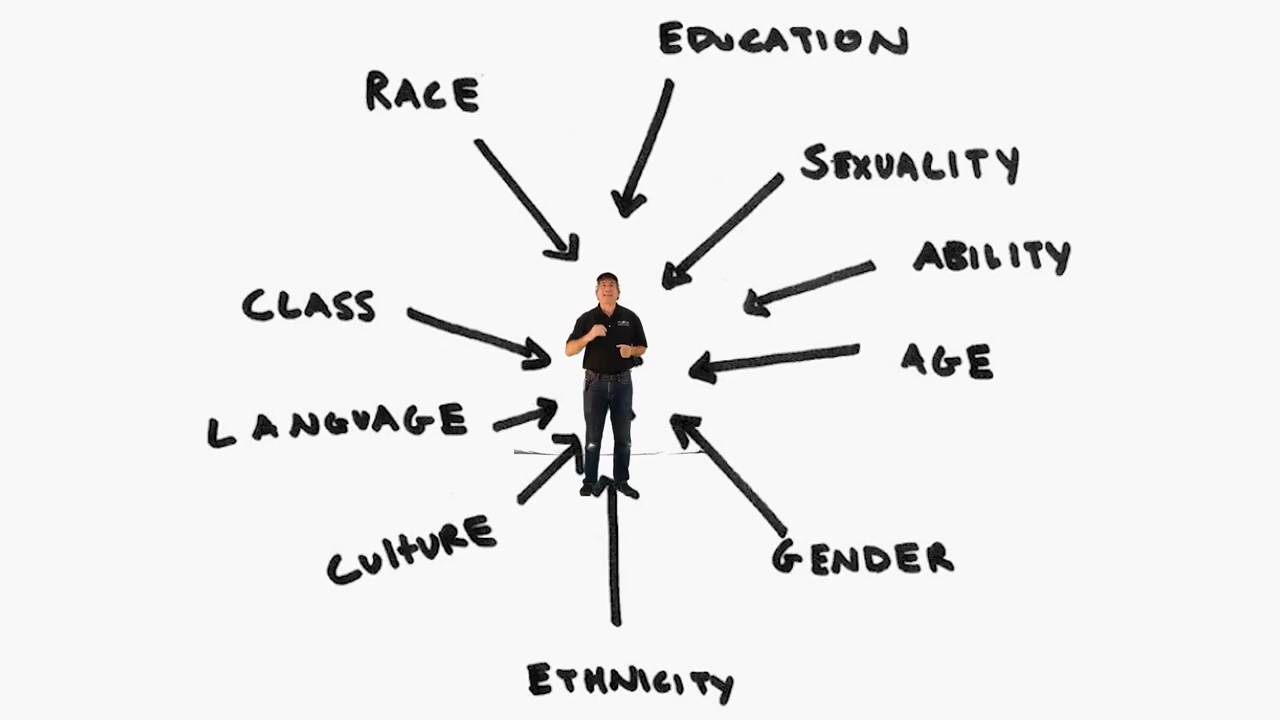 EDUCATION
RACE
SEXUALITY
ABILITY
CLASS
AGE
LANGUAGE
CULTURE
GENDER
ETHNICITY